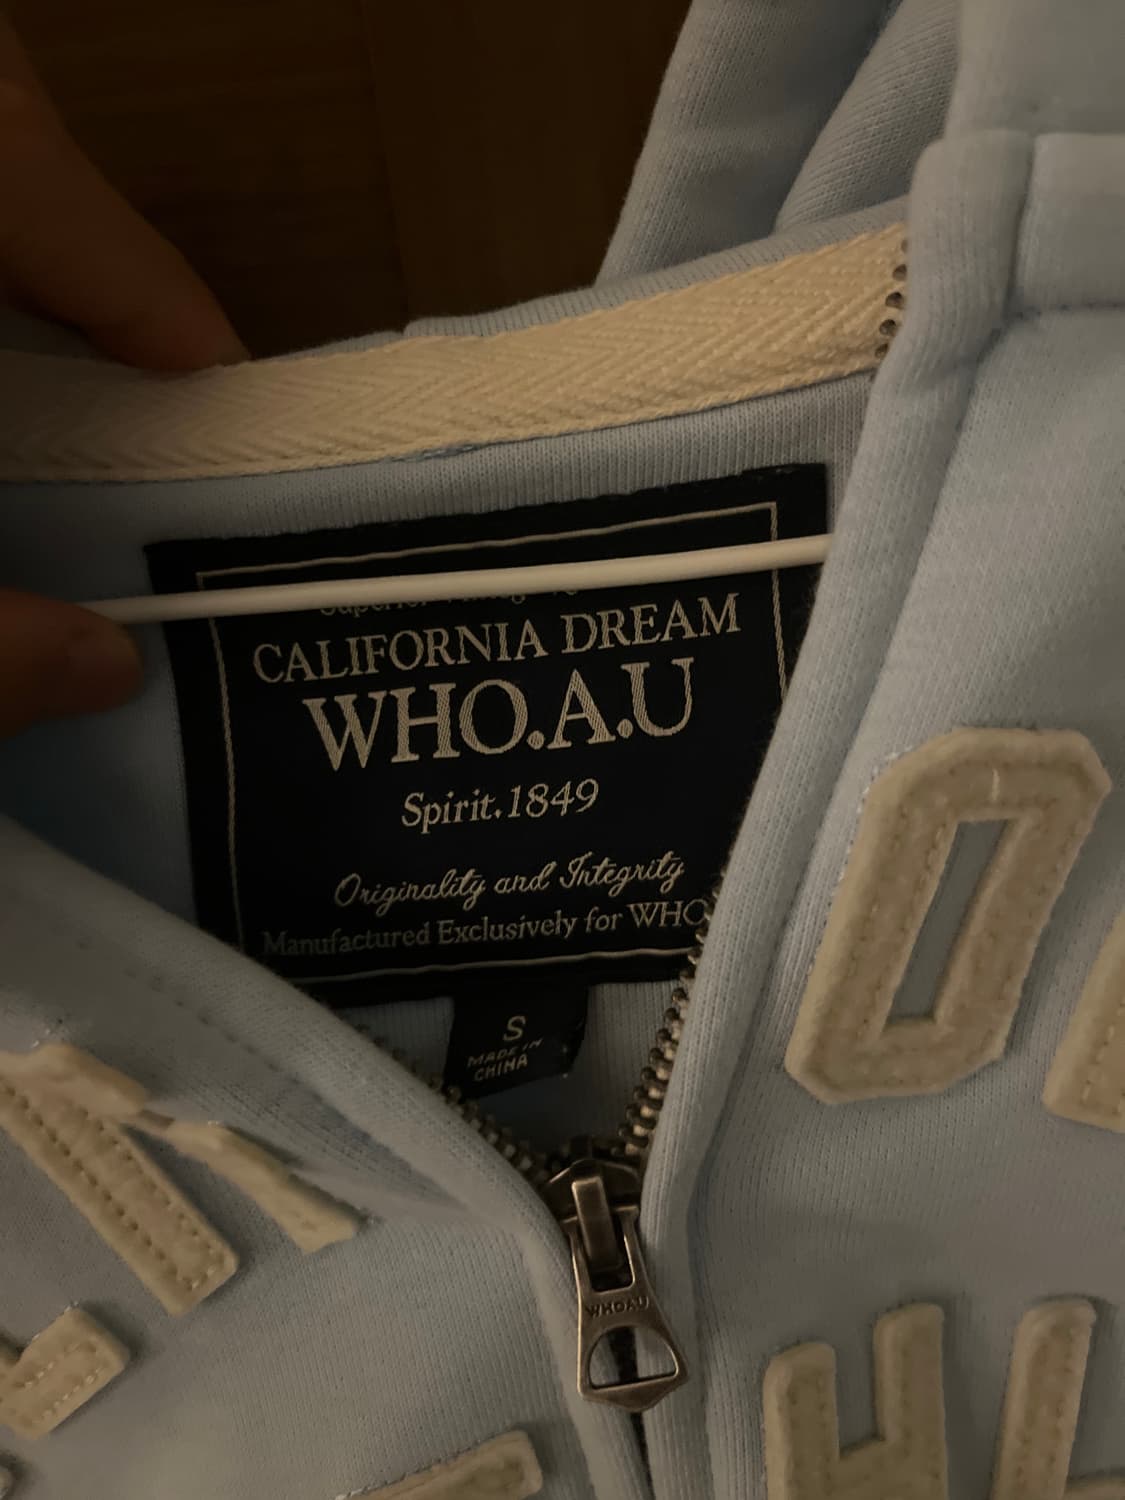 CALIFORNIA DREAM
WHO.A.U
Spirit.1849
Originality and Integrity
Manufactured Exclusively for WHO
S
MADE IN
CHINA
WHOAU